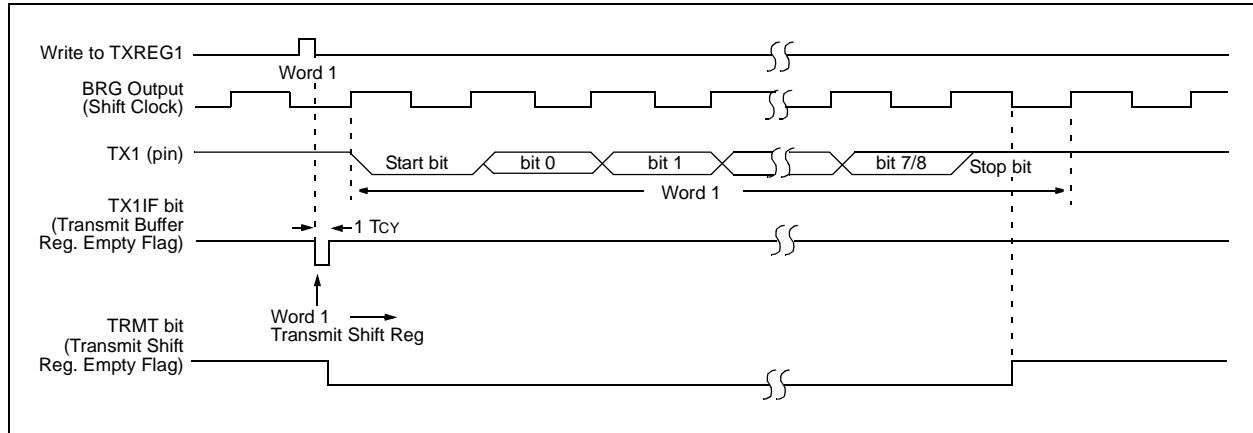 Write to TXREG1
Word 1
BRG Output
(Shift Clock)
TX1 (pin)
Start bit
bit 0
bit 1
bit 7/8
Stop bit
Word 1
TX1IF bit
(Transmit Buffer
Reg. Empty Flag)
1 TCY
Word 1
Transmit Shift Reg
TRMT bit
(Transmit Shift
Reg. Empty Flag)